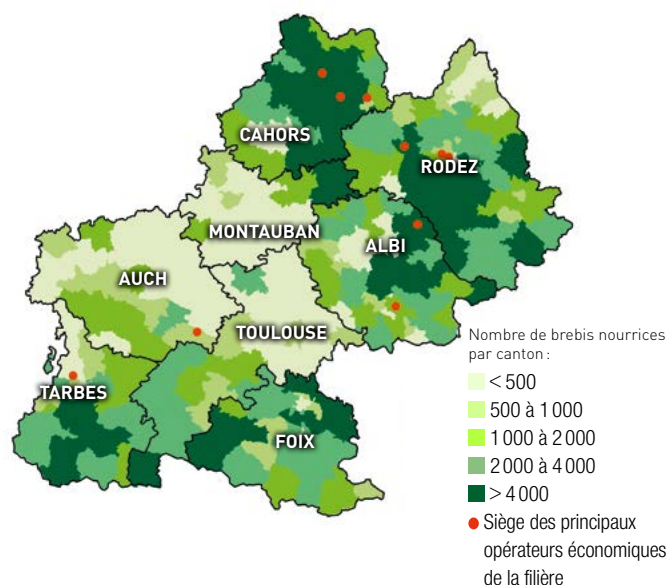 CAHORS
RODEZ
MONTAUBAN
ALBI
AUCH
TOULOUSE
TARBES
FOIX
Nombre de brebis nourrices
par canton :
< 500
500 à 1 000
1 000 à 2 000
2 000 à 4 000
> 4 000
Siège des principaux
opérateurs économiques
de la filière